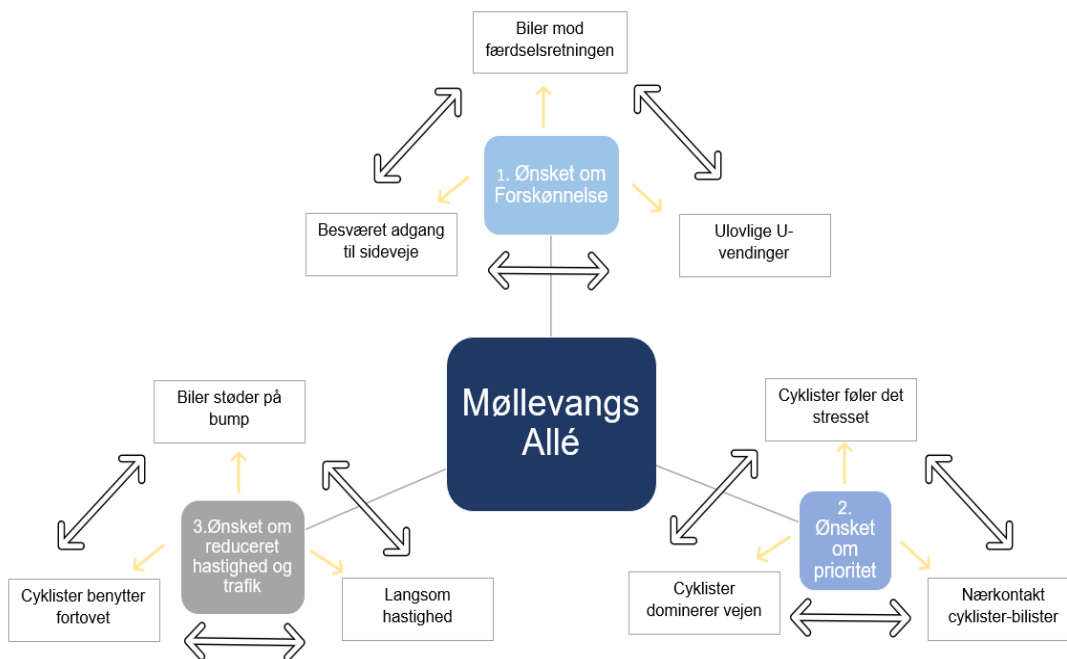 Biler mod
færdselsretningen
1. Ønsket om
Forskønnelse
Besværet adgang
til sideveje
Ulovlige U-
vendinger
Møllevangs
Allé
Biler støder på
bump
3.Ønsket om
reduceret
hastighed og
trafik
Cyklister benytter
fortovet
Langsom
hastighed
Cyklister føler det
stresset
2.
Ønsket
om
prioritet
Cyklister
dominerer vejen
Nærkontakt
cyklister-bilister